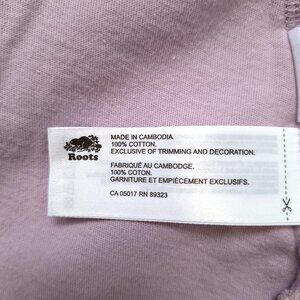 Roots
MADE IN CAMBODIA.
100% COTTON.
EXCLUSIVE OF TRIMMING AND DECORATION.
FABRIQUÉ AU CAMBODGE.
100% COTON.
GARNITURE ET EMPIÈCEMENT EXCLUSIFS.
CA 05017 RN 89323